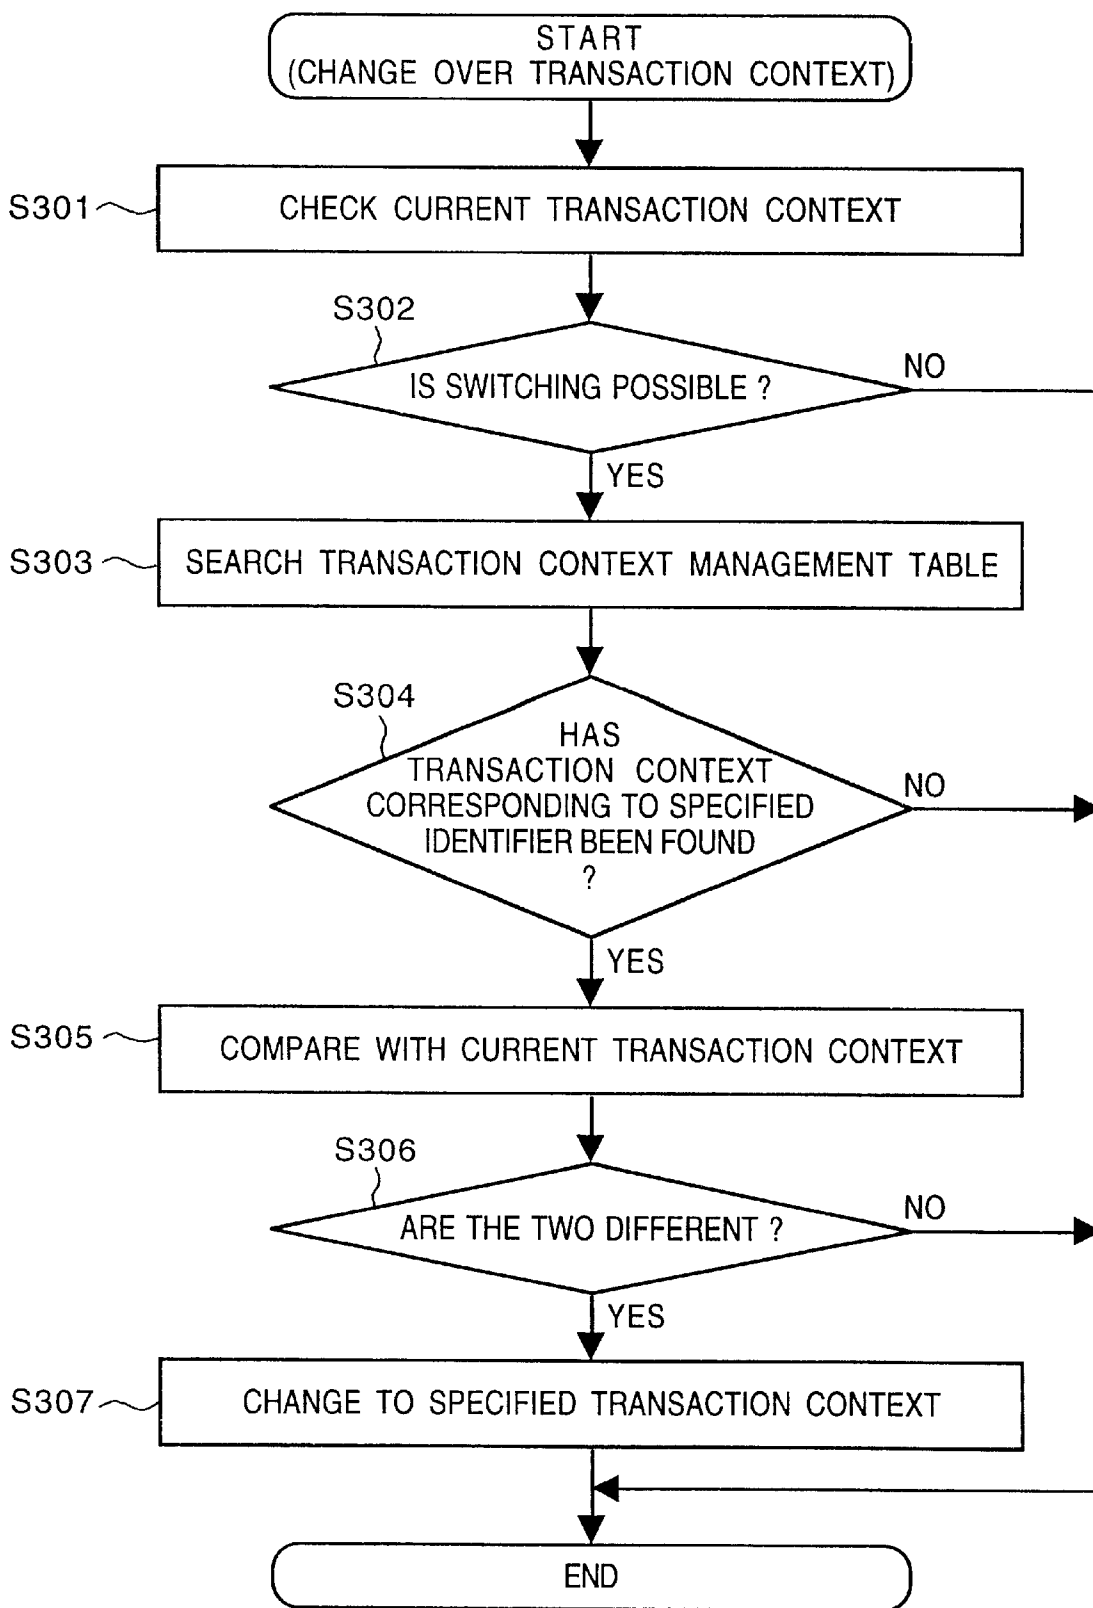 START
(CHANGE OVER TRANSACTION CONTEXT)
S301
CHECK CURRENT TRANSACTION CONTEXT
S302
IS SWITCHING POSSIBLE ?
NO
YES
S303
SEARCH TRANSACTION CONTEXT MANAGEMENT TABLE
S304
HAS
TRANSACTION CONTEXT
CORRESPONDING TO SPECIFIED
IDENTIFIER BEEN FOUND
?
NO
YES
S305
COMPARE WITH CURRENT TRANSACTION CONTEXT
S306
ARE THE TWO DIFFERENT ?
NO
YES
S307
CHANGE TO SPECIFIED TRANSACTION CONTEXT
END